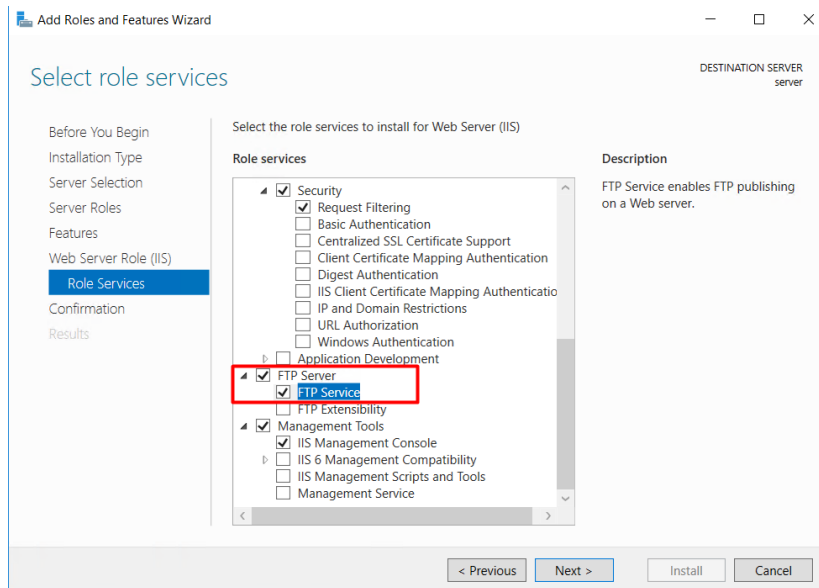 Add Roles and Features Wizard
Select role services
DESTINATION SERVER
server
Before You Begin
Installation Type
Server Selection
Server Roles
Features
Web Server Role (IIS)
Role Services
Confirmation
Results
Select the role services to install for Web Server (IIS)
Role services
Security
Request Filtering
Basic Authentication
Centralized SSL Certificate Support
Client Certificate Mapping Authentication
Digest Authentication
IIS Client Certificate Mapping Authenticatio
IP and Domain Restrictions
URL Authorization
Windows Authentication
Application Development
FTP Server
FTP Service
FTP Extensibility
Management Tools
IIS Management Console
IIS 6 Management Compatibility
IIS Management Scripts and Tools
Management Service
Description
FTP Service enables FTP publishing
on a Web server.
< Previous
Next >
Install
Cancel